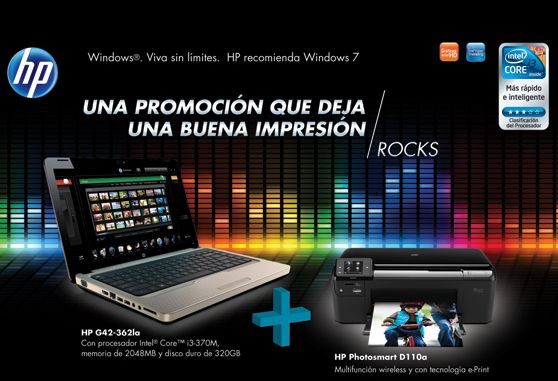 hp
Windows®. Viva sin límites. HP recomienda Windows 7
intel
CORE i3
inside™
Más rápido
e inteligente
Clasificación
del Procesador
UNA PROMOCIÓN QUE DEJA
UNA BUENA IMPRESIÓN
ROCKS
HP G42-362la
Con procesador Intel® Core™ i3-370M,
memoria de 2048MB y disco duro de 320GB
HP Photosmart D110a
Multifunción wireless y con tecnología e-Print